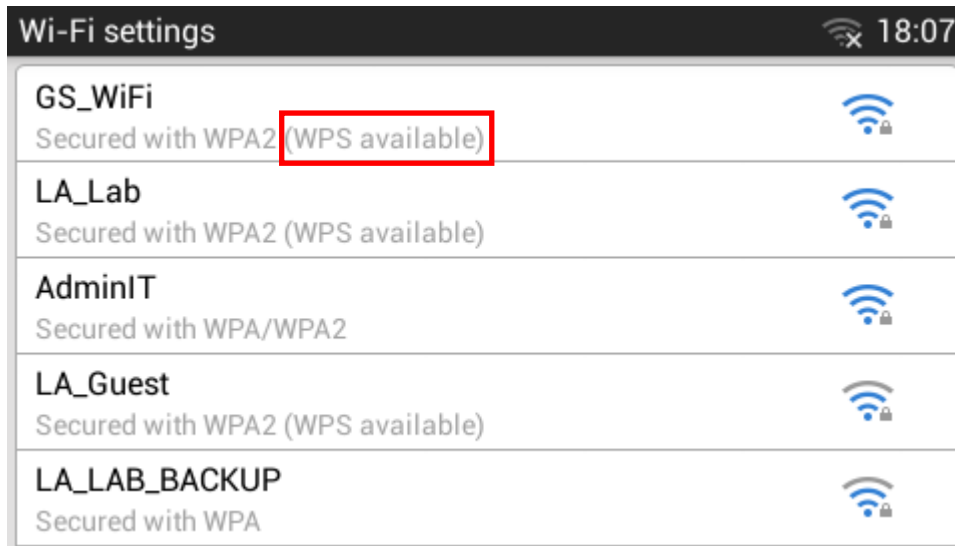 Wi-Fi settings 18:07
GS_WiFi
Secured with WPA2 (WPS available)
LA_Lab
Secured with WPA2 (WPS available)
AdminIT
Secured with WPA/WPA2
LA_Guest
Secured with WPA2 (WPS available)
LA_LAB_BACKUP
Secured with WPA